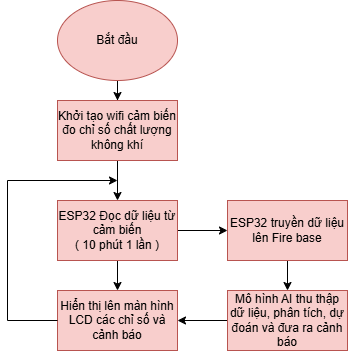 Bắt đầu
Khởi tạo wifi cảm biến
đo chỉ số chất lượng
không khí
ESP32 Đọc dữ liệu từ
cảm biến
( 10 phút 1 lần )
ESP32 truyền dữ liệu
lên Fire base
Hiển thị lên màn hình
LCD các chỉ số và
cảnh báo
Mô hình AI thu thập
dữ liệu, phân tích, dự
đoán và đưa ra cảnh
báo